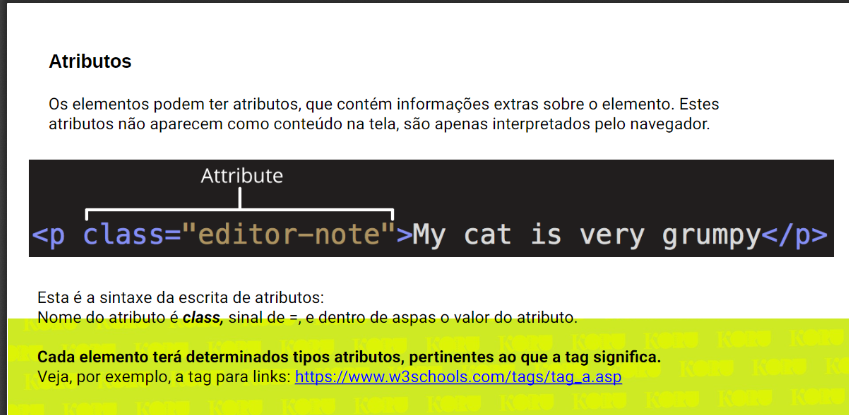 Atributos
Os elementos podem ter atributos, que contém informações extras sobre o elemento. Estes
atributos não aparecem como conteúdo na tela, são apenas interpretados pelo navegador.
Attribute
<p class="editor-note">My cat is very grumpy</p>
Esta é a sintaxe da escrita de atributos:
Nome do atributo é class, sinal de =, e dentro de aspas o valor do atributo.
Cada elemento terá determinados tipos atributos, pertinentes ao que a tag significa.
Veja, por exemplo, a tag para links: https://www.w3schools.com/tags/tag_a.asp